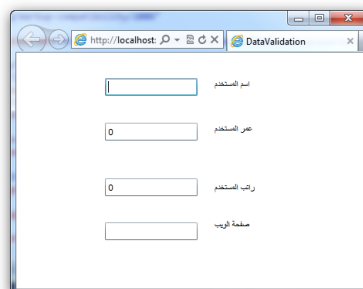 http://localhost:
DataValidation
اسم المستخدم
عمر المستخدم
0
راتب المستخدم
0
صفحة الويب